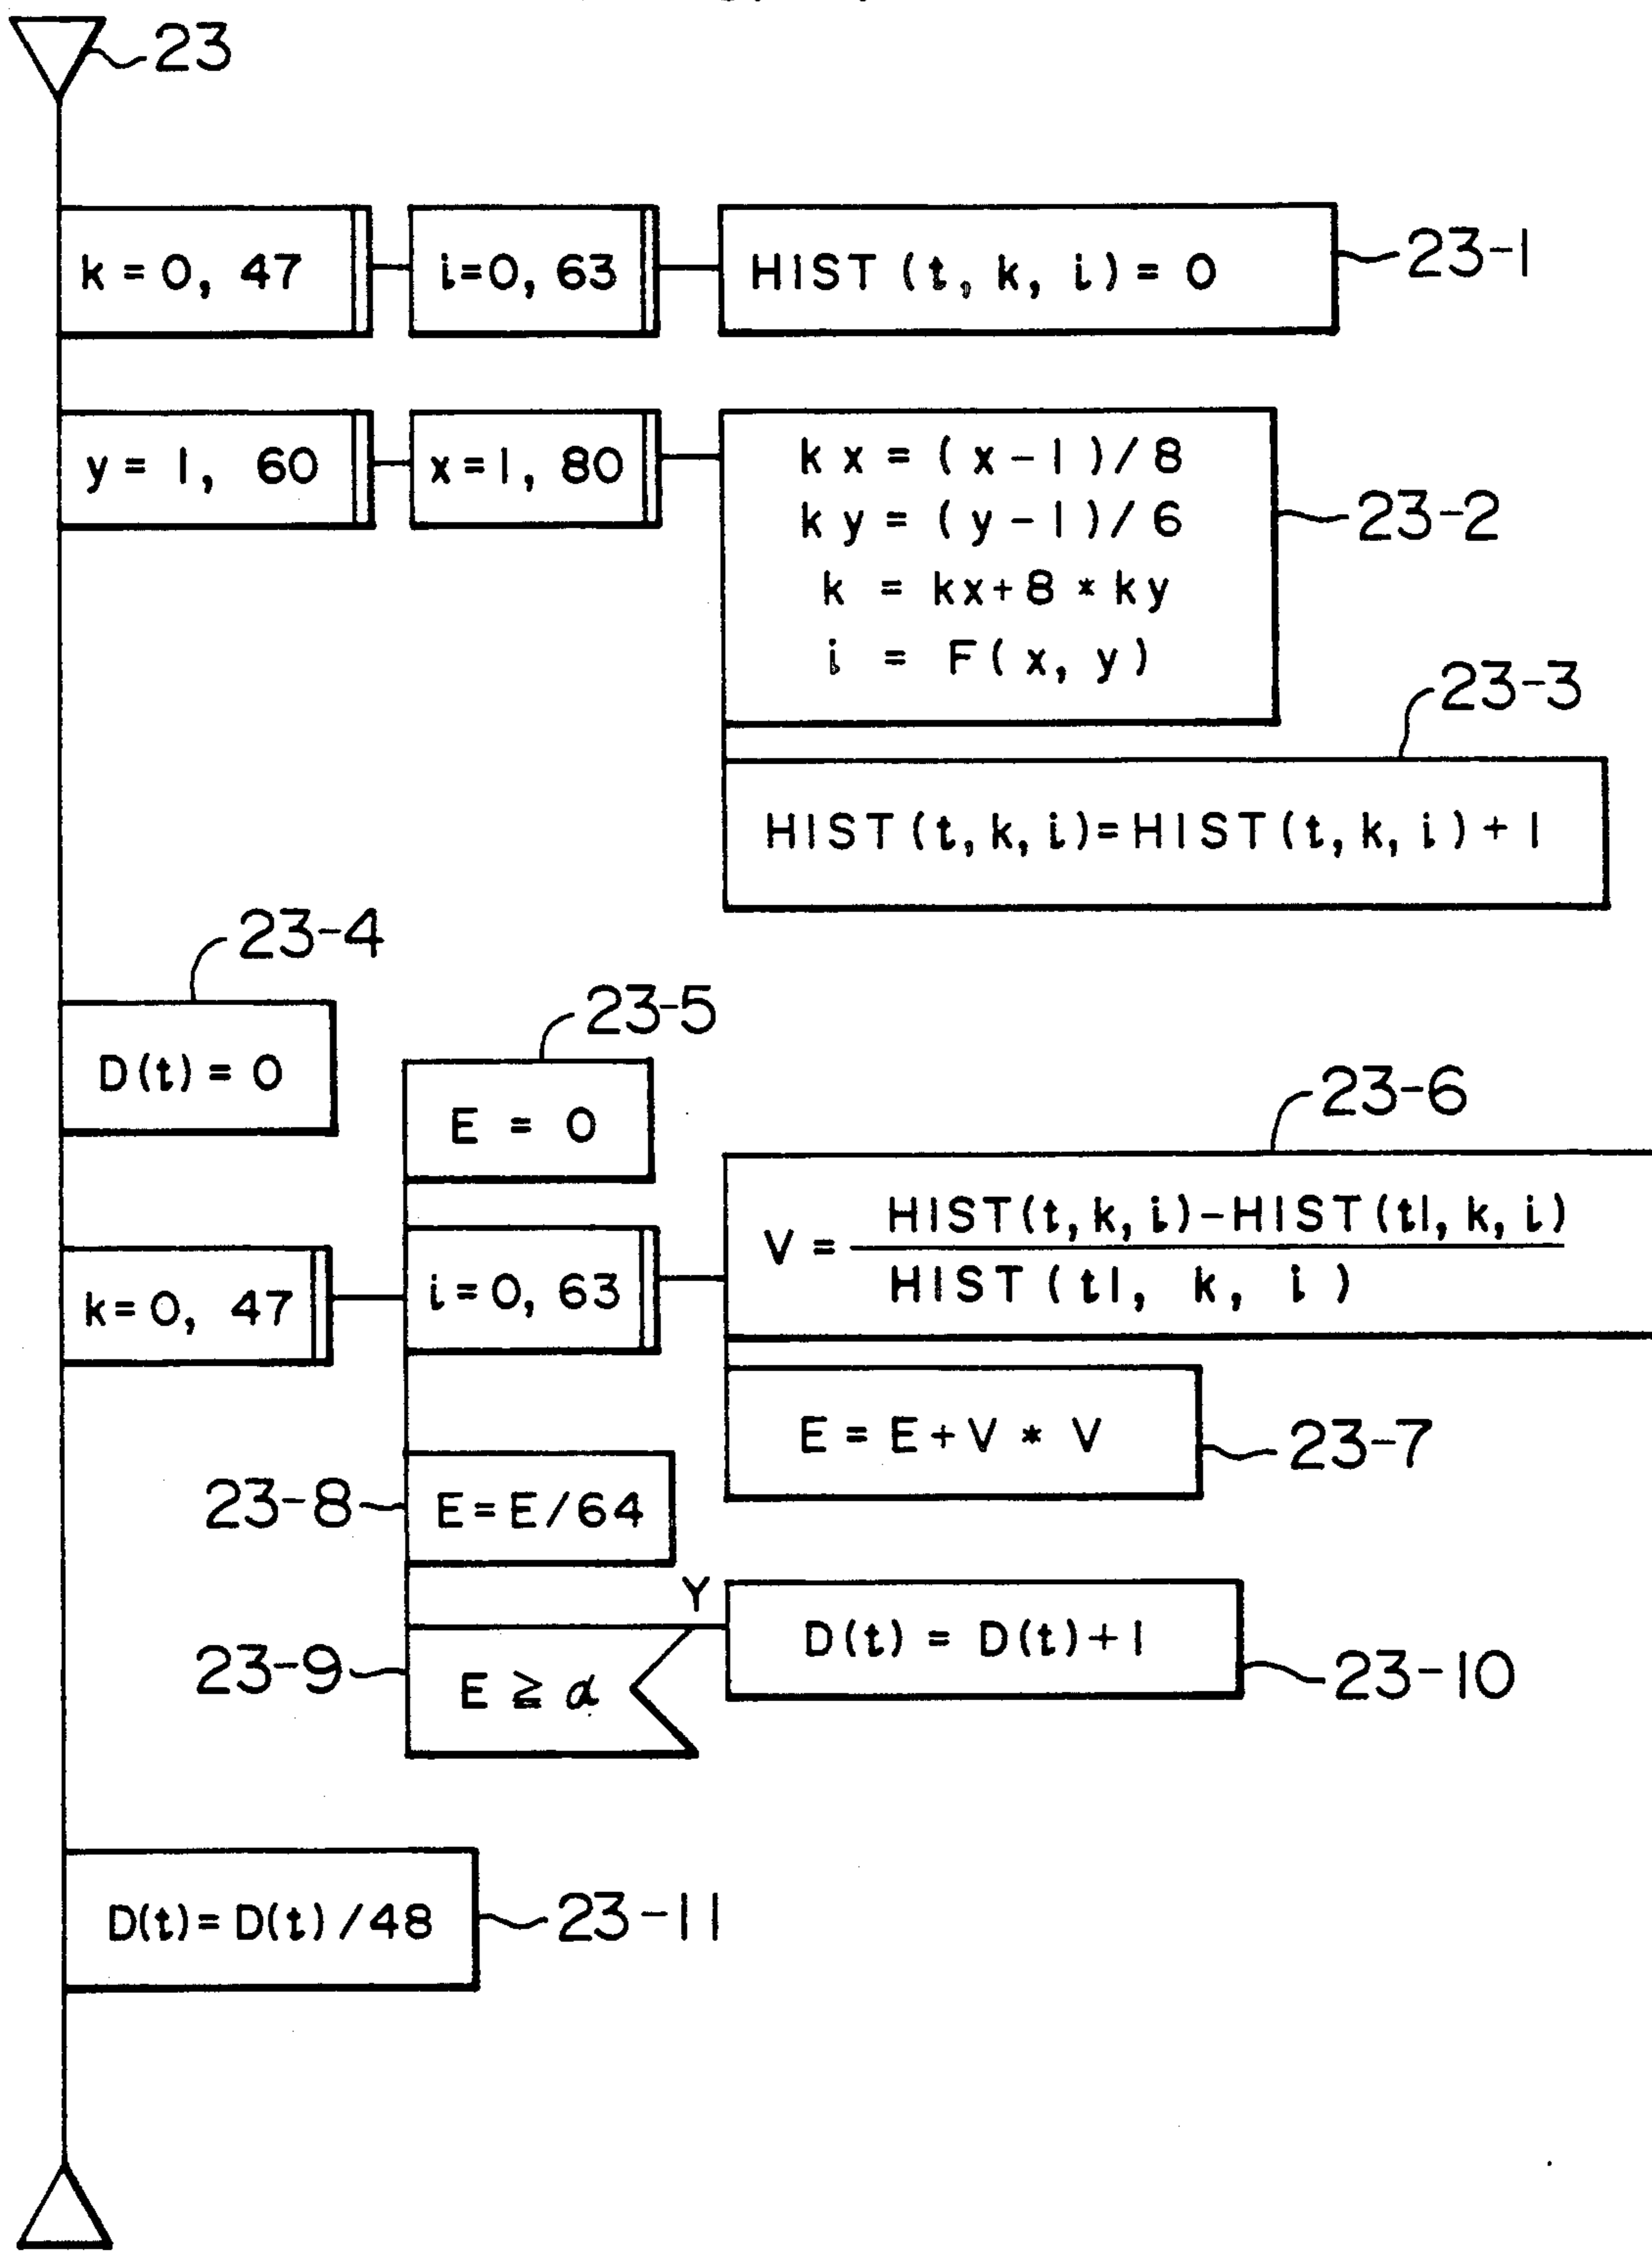 23
k = 0, 47
i=0, 63
HIST (t, k, i) = 0
23-1
y = 1, 60
x=1, 80
kx = (x-1)/8
ky = (y-1)/6
k = kx+8 * ky
i = F(x, y)
23-2
23-3
HIST(t, k, i)=HIST(t, k, i)+1
23-4
D(t) = 0
23-5
E = 0
23-6
k=0, 47
i=0, 63
V = HIST(t, k, i)-HIST(t1, k, i)
HIST (t1, k, i)
E = E+V * V
23-7
23-8
E=E/64
Y
23-9
E ≧ α
D(t) = D(t)+1
23-10
D(t)= D(t)/48
23-11